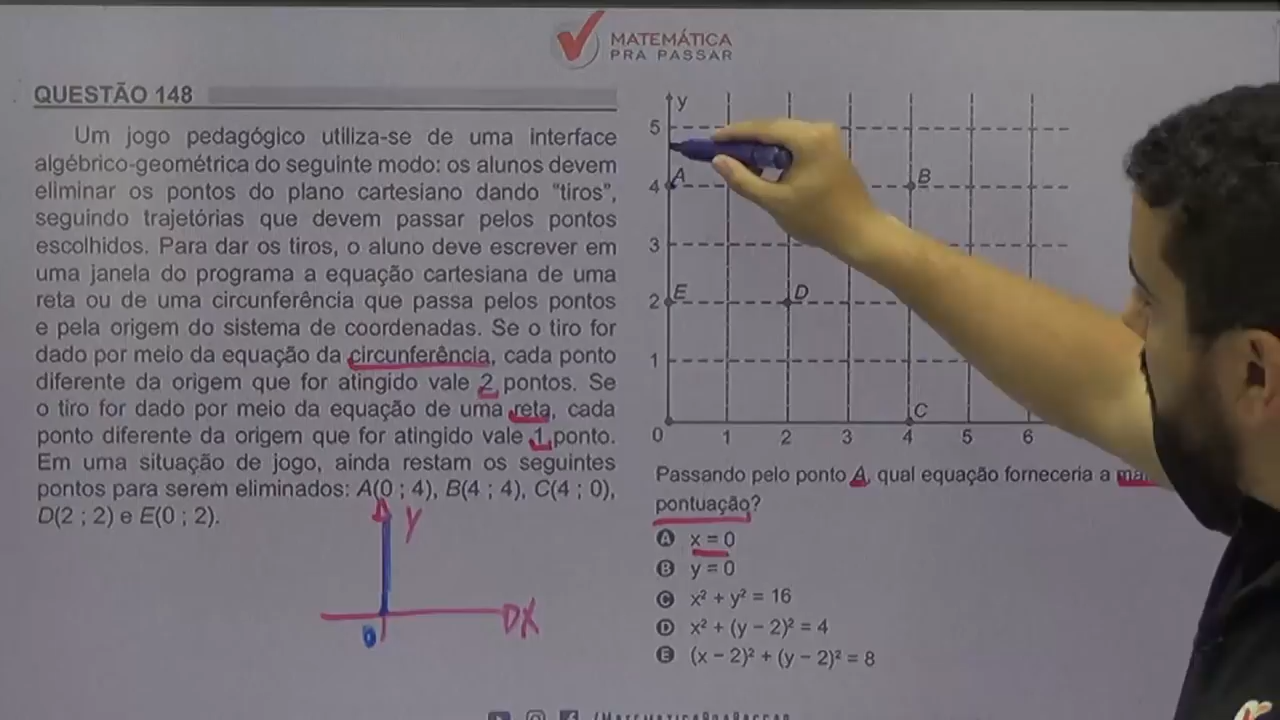 MATEMÁTICA
PRA PASSAR
QUESTÃO 148
Um jogo pedagógico utiliza-se de uma interface
algébrico-geométrica do seguinte modo: os alunos devem
eliminar os pontos do plano cartesiano dando “tiros”,
seguindo trajetórias que devem passar pelos pontos
escolhidos. Para dar os tiros, o aluno deve escrever em
uma janela do programa a equação cartesiana de uma
reta ou de uma circunferência que passa pelos pontos
e pela origem do sistema de coordenadas. Se o tiro for
dado por meio da equação da circunferência, cada ponto
diferente da origem que for atingido vale 2 pontos. Se
o tiro for dado por meio da equação de uma reta, cada
ponto diferente da origem que for atingido vale 1 ponto.
Em uma situação de jogo, ainda restam os seguintes
pontos para serem eliminados: A(0 ; 4), B(4 ; 4), C(4 ; 0),
D(2 ; 2) e E(0 ; 2).
Y
X
0
y
5
4 A B
3
2 E D
1
C
0 1 2 3 4 5 6
Passando pelo ponto A, qual equação forneceria a
pontuação?
A x = 0
B y = 0
C x² + y² = 16
D x² + (y − 2)² = 4
E (x − 2)² + (y − 2)² = 8